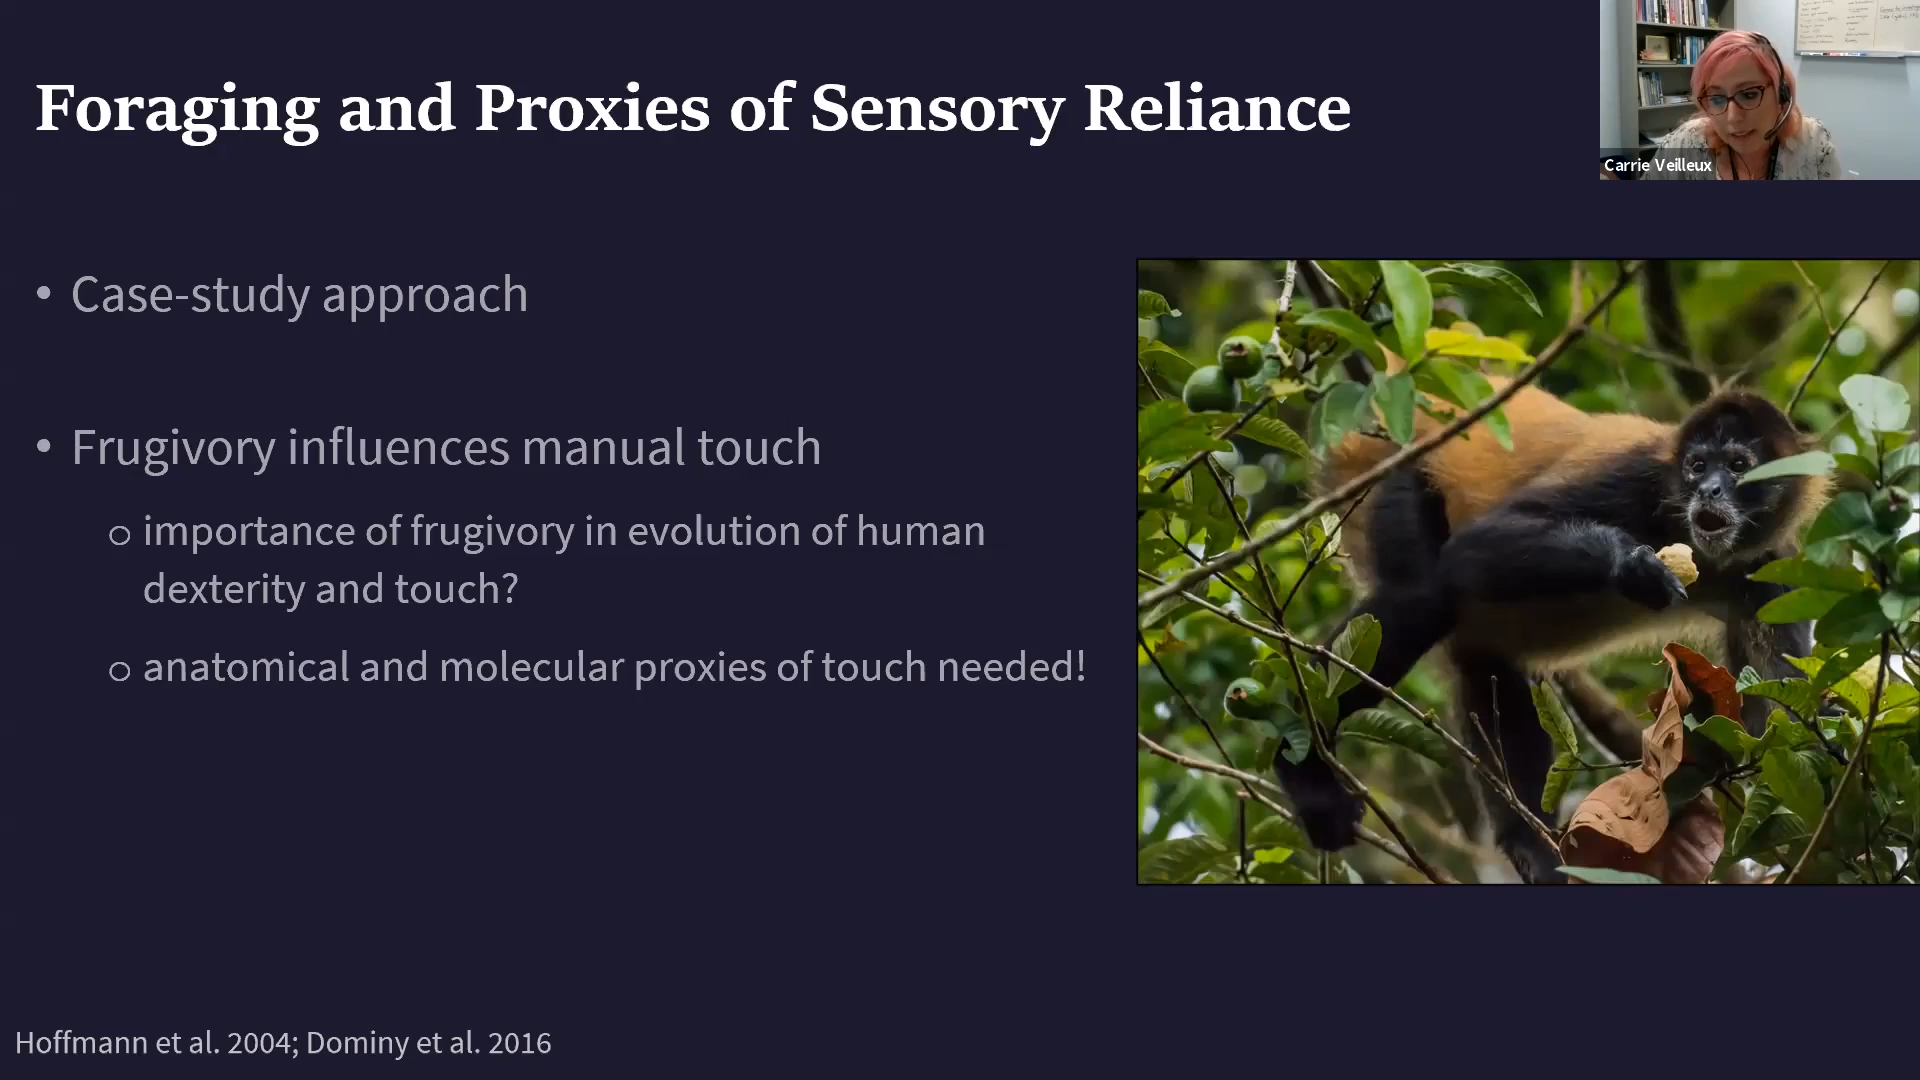 Foraging and Proxies of Sensory Reliance
Carrie Veilleux
• Case-study approach
• Frugivory influences manual touch
o importance of frugivory in evolution of human
dexterity and touch?
o anatomical and molecular proxies of touch needed!
Hoffmann et al. 2004; Dominy et al. 2016